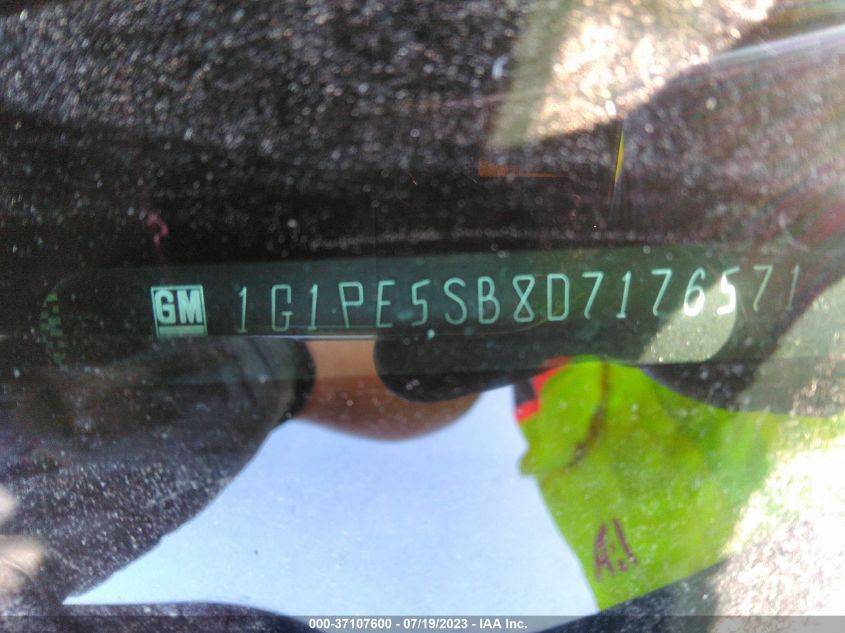 GM 1G1PE5SB8D7176571
A.!
000-37107600 - 07/19/2023 - IAA Inc.